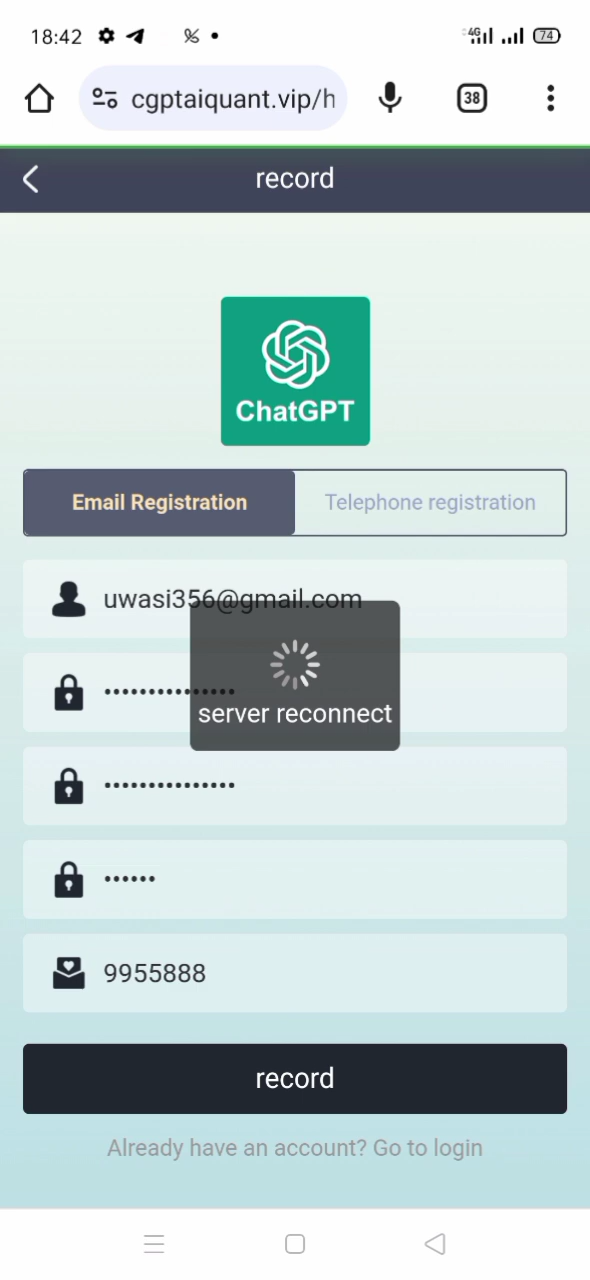 18:42
4G
74
cgptaiquant.vip/h
38
record
ChatGPT
Email Registration
Telephone registration
uwasi356@gmail.com
•••••••••••••••
server reconnect
•••••••••••••••
••••••
9955888
record
Already have an account? Go to login